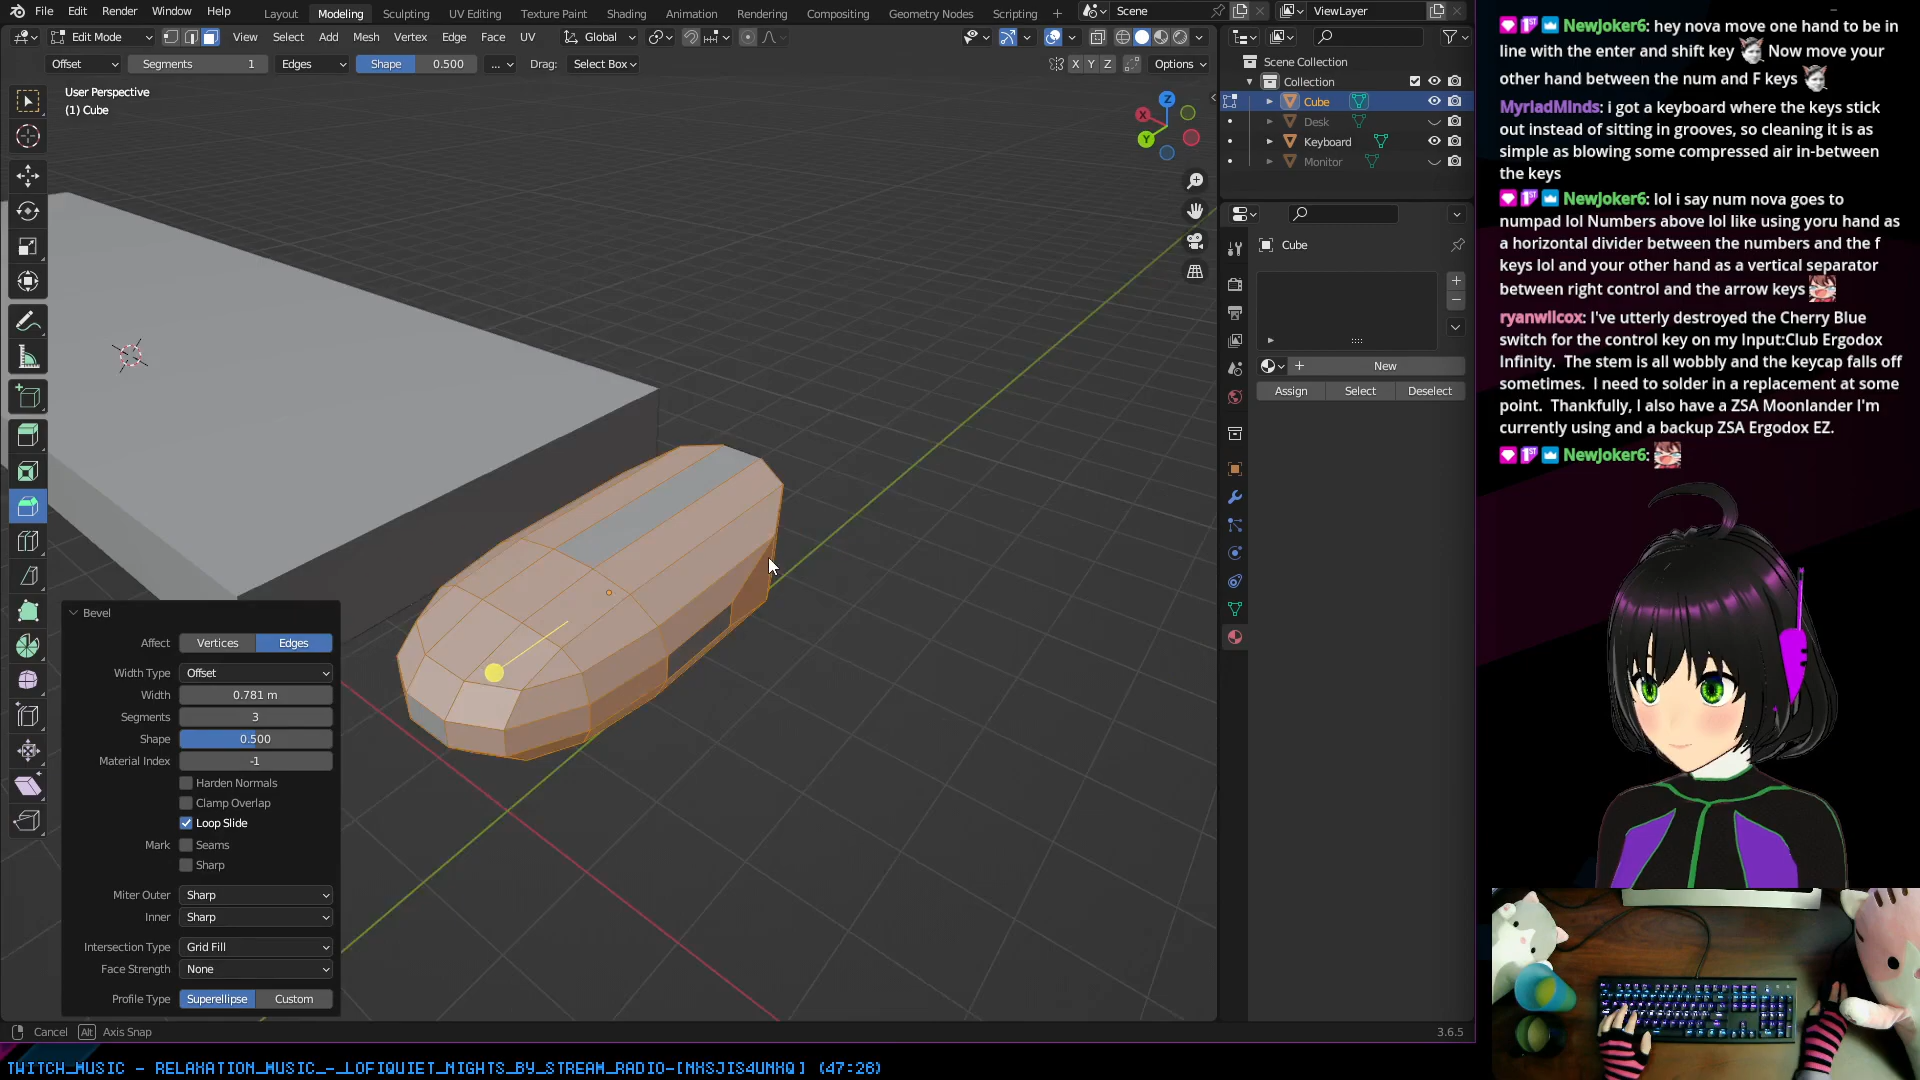 File Edit Render Window Help
Layout Modeling Sculpting UV Editing Texture Paint Shading Animation Rendering Compositing Geometry Nodes Scripting +
Scene
ViewLayer
Edit Mode View Select Add Mesh Vertex Edge Face UV Global
Offset Segments 1 Edges Shape 0.500 ... Drag: Select Box X Y Z Options
User Perspective
(1) Cube
Z
X
Y
Scene Collection
Collection
Cube
Desk
Keyboard
Monitor
Cube
New
Assign Select Deselect
Bevel
Affect Vertices Edges
Width Type Offset
Width 0.781 m
Segments 3
Shape 0.500
Material Index -1
Harden Normals
Clamp Overlap
Loop Slide
Mark Seams
Sharp
Miter Outer Sharp
Inner Sharp
Intersection Type Grid Fill
Face Strength None
Profile Type Superellipse Custom
Cancel Alt Axis Snap
3.6.5
NewJoker6: hey nova move one hand to be in
line with the enter and shift key Now move your
other hand between the num and F keys
MyriadMinds: i got a keyboard where the keys stick
out instead of sitting in grooves, so cleaning it is as
simple as blowing some compressed air in-between
the keys
NewJoker6: lol i say num nova goes to
numpad lol Numbers above lol like using yoru hand as
a horizontal divider between the numbers and the f
keys lol and your other hand as a vertical separator
between right control and the arrow keys
ryanwilcox: I've utterly destroyed the Cherry Blue
switch for the control key on my Input:Club Ergodox
Infinity. The stem is all wobbly and the keycap falls off
sometimes. I need to solder in a replacement at some
point. Thankfully, I also have a ZSA Moonlander I'm
currently using and a backup ZSA Ergodox EZ.
NewJoker6:
TWITCH_MUSIC - RELAXATION_MUSIC_-_LOFIQUIET_NIGHTS_BY_STREAM_RADIO-[NXSJIS4UNXQ] (47:26)